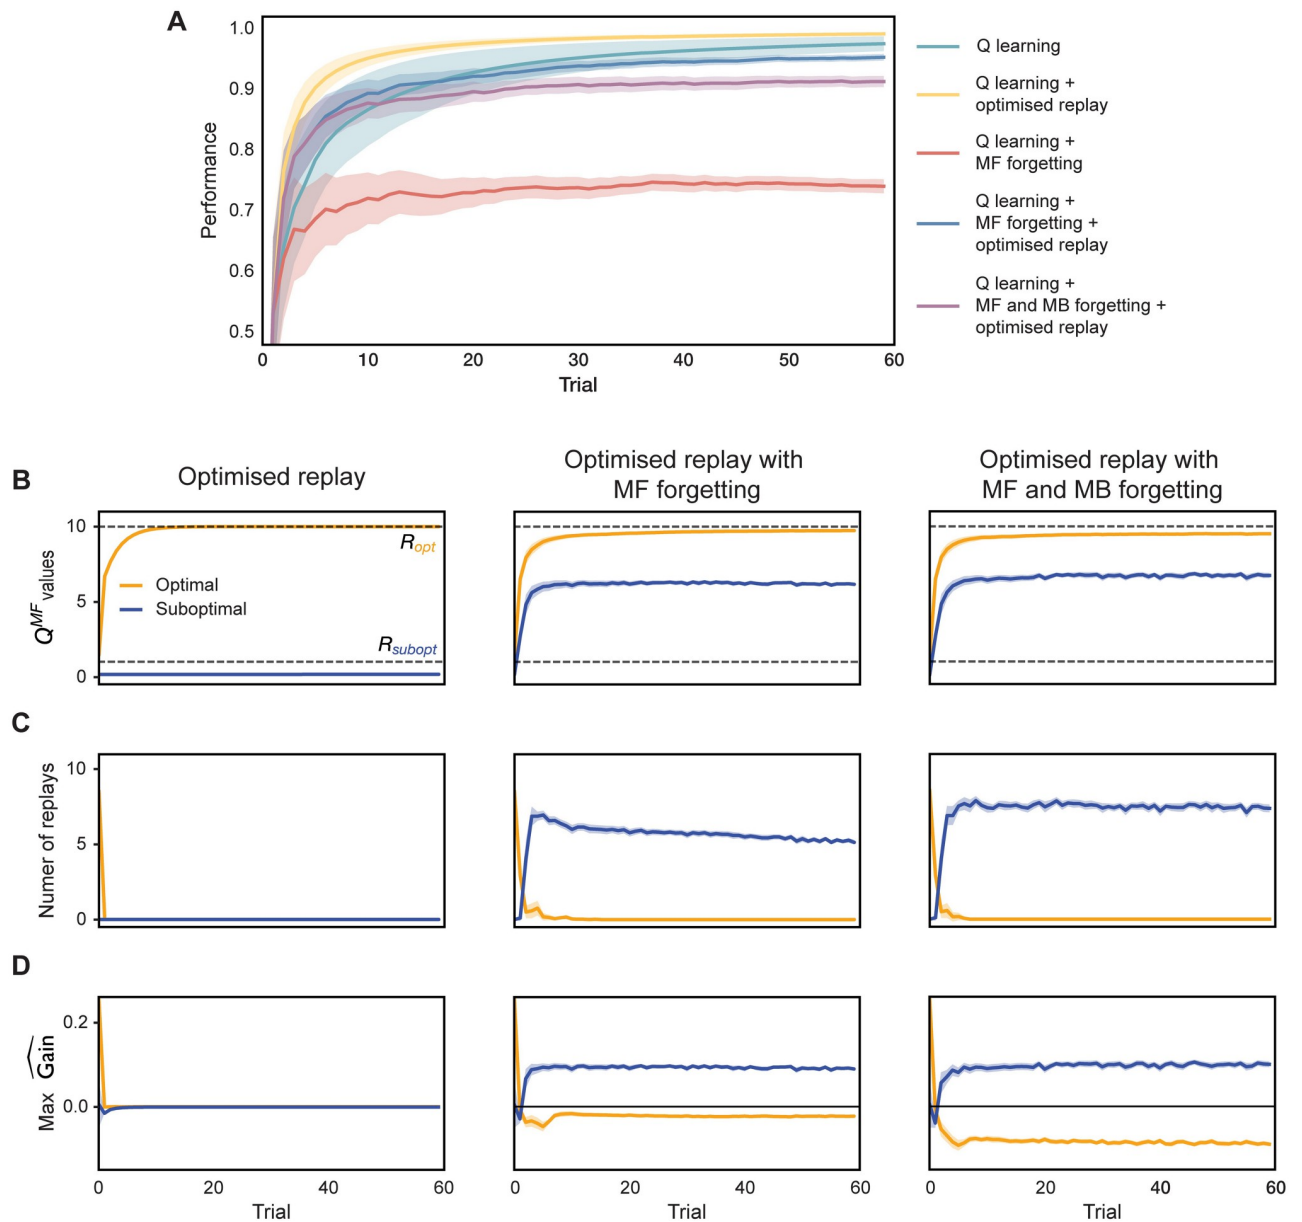 A
1.0
0.9
0.8
0.7
0.6
0.5
Performance
0
10
20
30
40
50
60
Trial
Q learning
Q learning +
optimised replay
Q learning +
MF forgetting
Q learning +
MF forgetting +
optimised replay
Q learning +
MF and MB forgetting +
optimised replay
B
Optimised replay
Optimised replay with
MF forgetting
Optimised replay with
MF and MB forgetting
Q^MF values
10
5
0
R_opt
Optimal
Suboptimal
R_subopt
C
Numer of replays
10
5
0
D
Max Gain
0.2
0.0
0
20
40
60
Trial
0
20
40
60
Trial
0
20
40
60
Trial